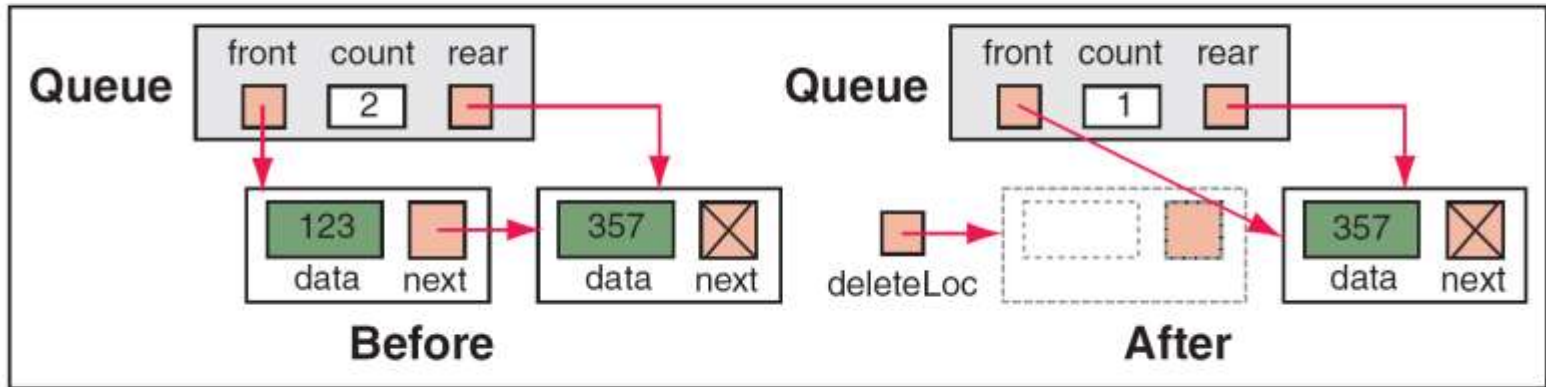 front count rear
Queue
2
123
data next
357
data next
Before
front count rear
Queue
1
deleteLoc
357
data next
After